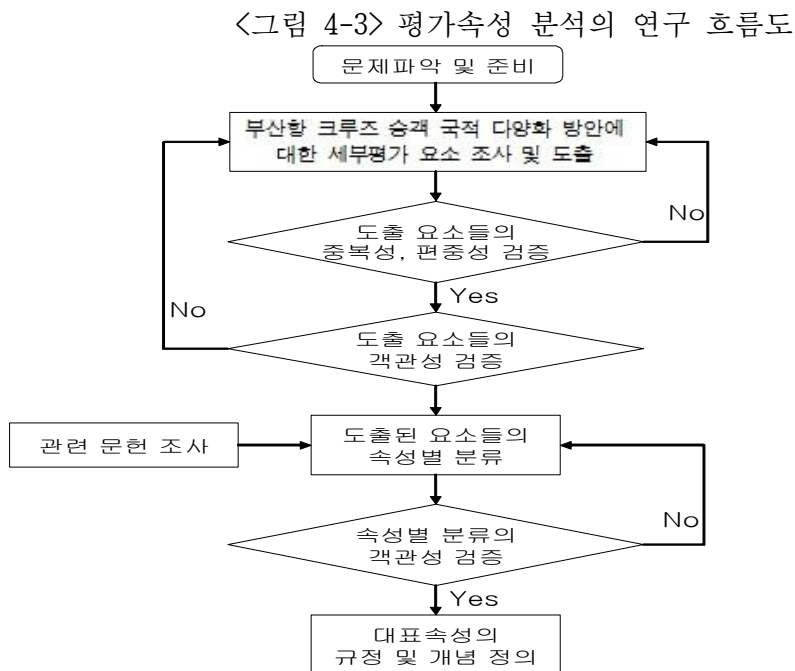 <그림 4-3> 평가속성 분석의 연구 흐름도
문제파악 및 준비
부산항 크루즈 승객 국적 다양화 방안에
대한 세부평가 요소 조사 및 도출
No
도출 요소들의
중복성, 편중성 검증
Yes
No
도출 요소들의
객관성 검증
관련 문헌 조사
도출된 요소들의
속성별 분류
No
속성별 분류의
객관성 검증
Yes
대표속성의
규정 및 개념 정의